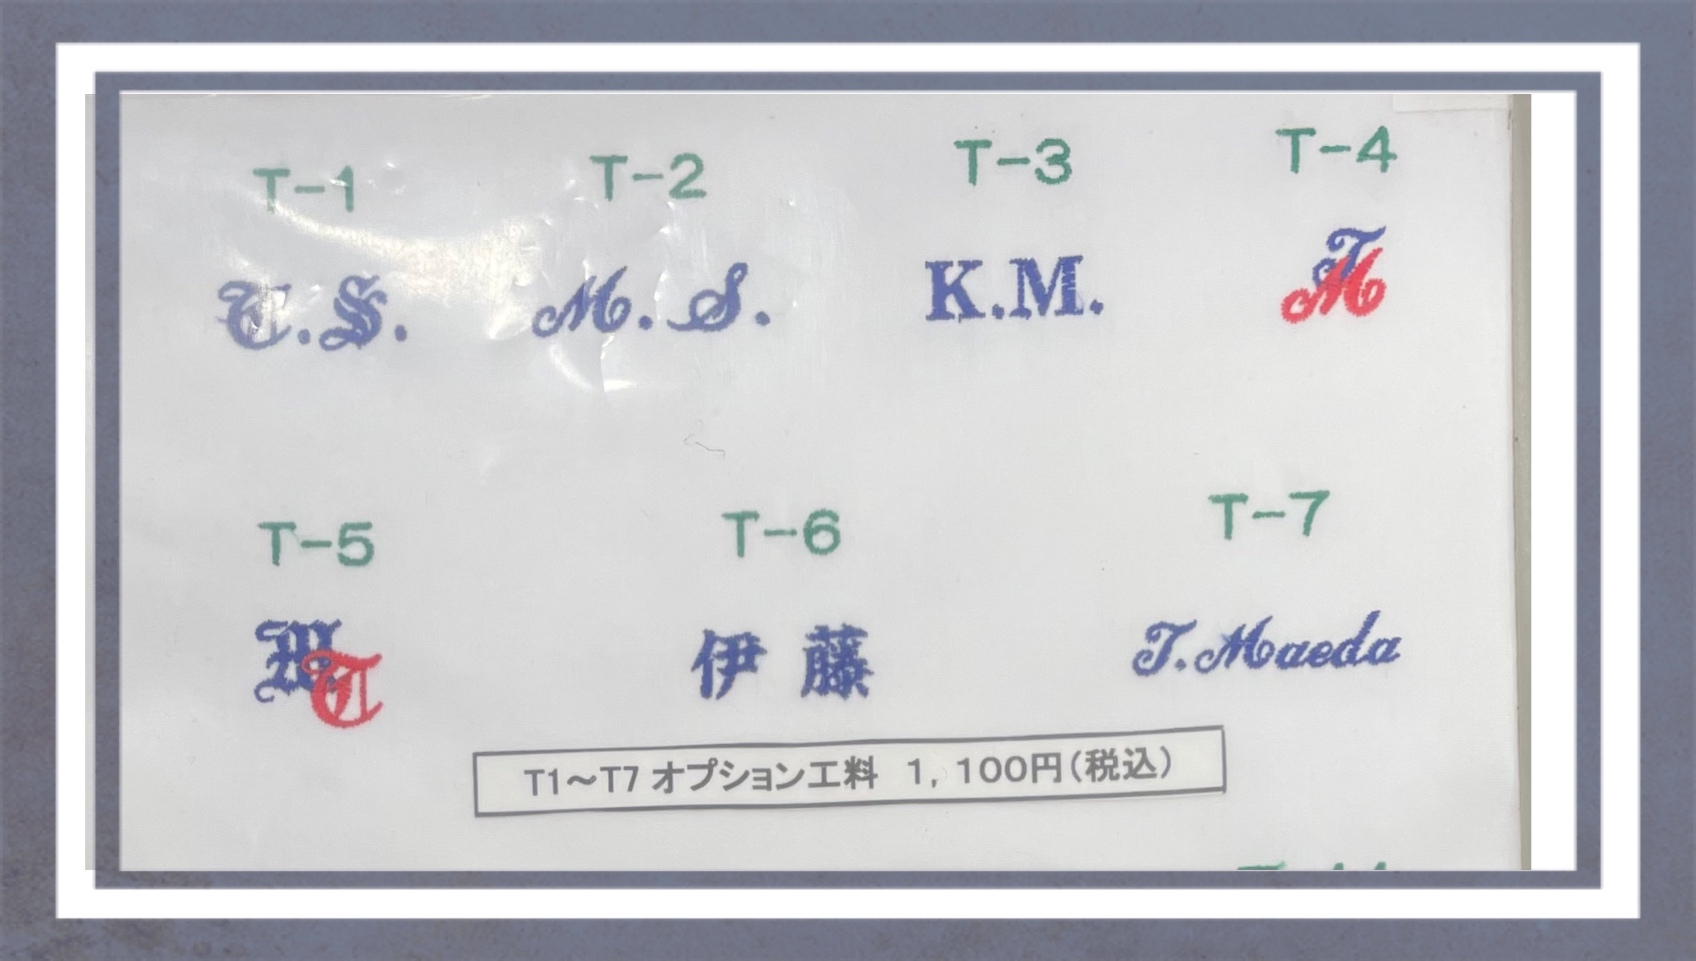 T-1 T-2 T-3 T-4
T.S. M.S. K.M. TM
T-5 T-6 T-7
MT 伊藤 T.Maeda
T1～T7 オプション工料 1,100円(税込)